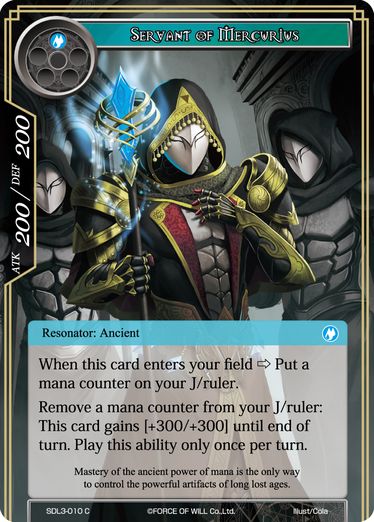 Servant of Mercurius
ATK 200 / DEF 200
Resonator: Ancient
When this card enters your field ⇨ Put a
mana counter on your J/ruler.
Remove a mana counter from your J/ruler:
This card gains [+300/+300] until end of
turn. Play this ability only once per turn.
Mastery of the ancient power of mana is the only way
to control the powerful artifacts of long lost ages.
SDL3-010 C
©FORCE OF WILL Co.,Ltd.
Illust/Cola